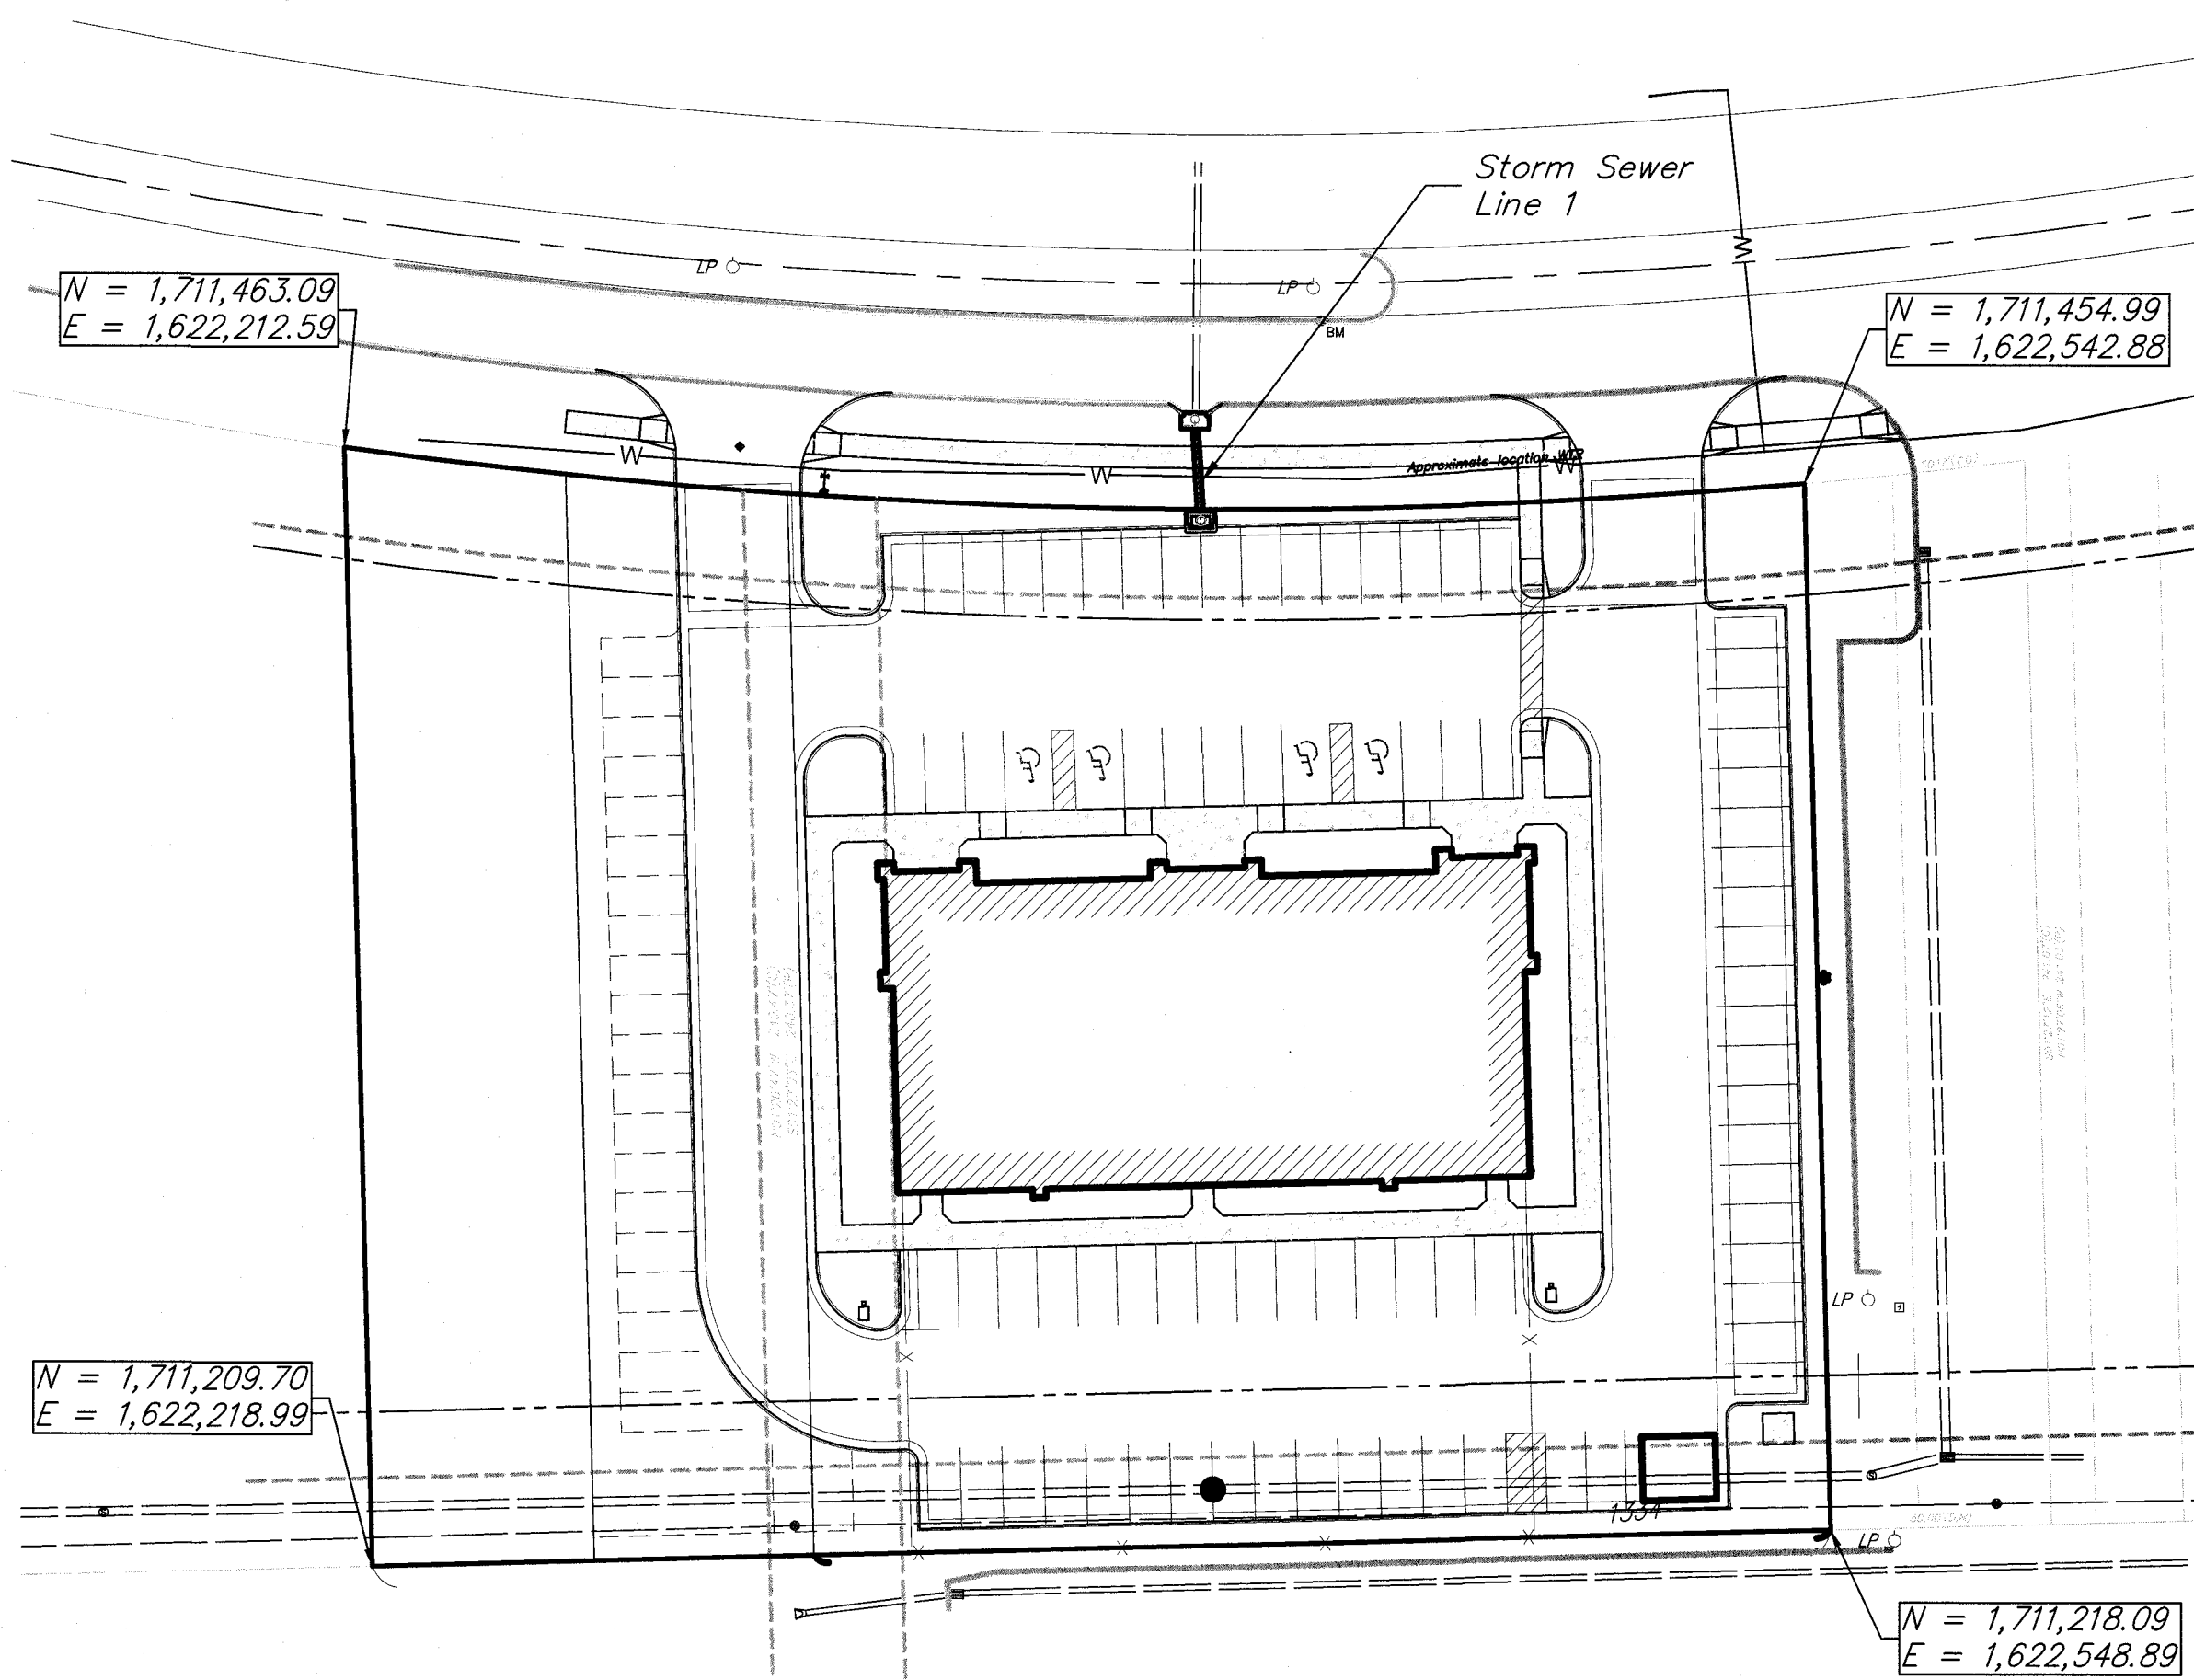 Storm Sewer
Line 1
W
LP
LP
BM
N = 1,711,463.09
E = 1,622,212.59
N = 1,711,454.99
E = 1,622,542.88
W
W
Approximate location
W
LP
N = 1,711,209.70
E = 1,622,218.99
1334
LP
N = 1,711,218.09
E = 1,622,548.89